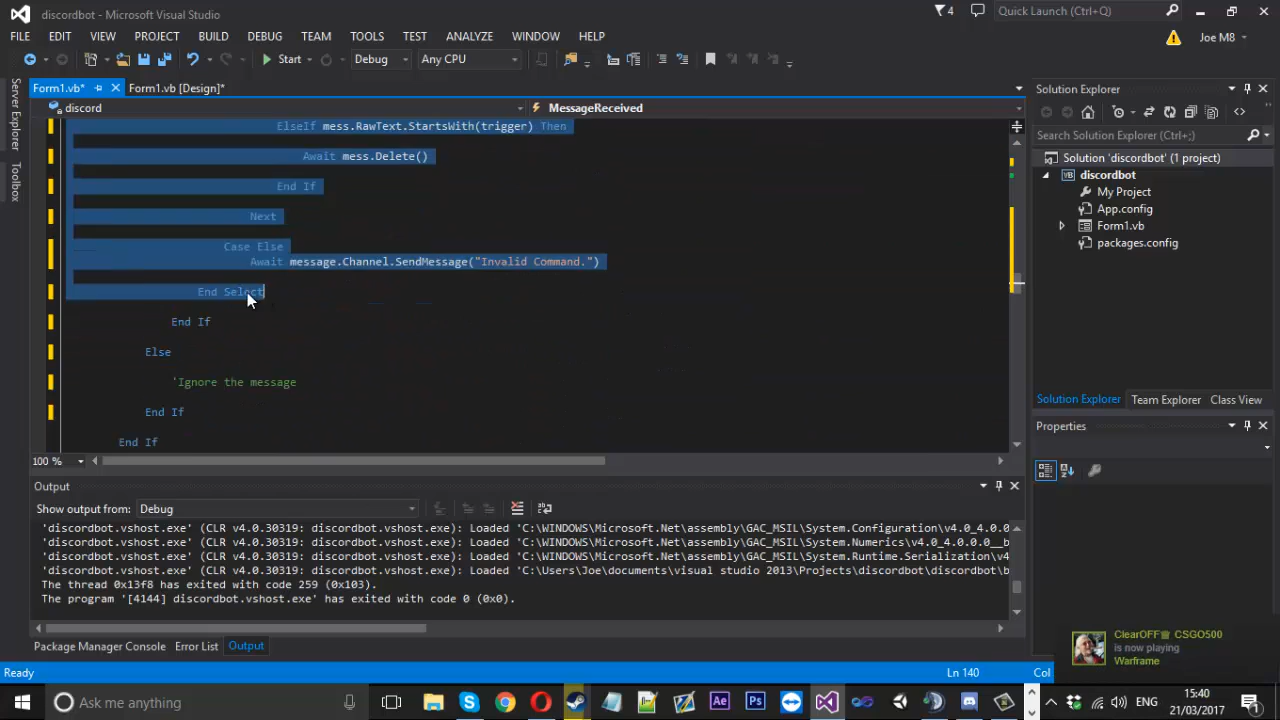 discordbot - Microsoft Visual Studio
4
Quick Launch (Ctrl+Q)
FILE EDIT VIEW PROJECT BUILD DEBUG TEAM TOOLS TEST ANALYZE WINDOW HELP
Joe M8
Start Debug Any CPU
Server Explorer
Toolbox
Form1.vb* Form1.vb [Design]*
discord MessageReceived
ElseIf mess.RawText.StartsWith(trigger) Then
Await mess.Delete()
End If
Next
Case Else
Await message.Channel.SendMessage("Invalid Command.")
End Select
End If
Else
'Ignore the message
End If
End If
100 %
Solution Explorer
Search Solution Explorer (Ctrl+;)
Solution 'discordbot' (1 project)
discordbot
My Project
App.config
Form1.vb
packages.config
Solution Explorer Team Explorer Class View
Properties
Output
Show output from: Debug
'discordbot.vshost.exe' (CLR v4.0.30319: discordbot.vshost.exe): Loaded 'C:\WINDOWS\Microsoft.Net\assembly\GAC_MSIL\System.Configuration\v4.0_4.0.0
'discordbot.vshost.exe' (CLR v4.0.30319: discordbot.vshost.exe): Loaded 'C:\WINDOWS\Microsoft.Net\assembly\GAC_MSIL\System.Numerics\v4.0_4.0.0.0__b
'discordbot.vshost.exe' (CLR v4.0.30319: discordbot.vshost.exe): Loaded 'C:\WINDOWS\Microsoft.Net\assembly\GAC_MSIL\System.Runtime.Serialization\v4
'discordbot.vshost.exe' (CLR v4.0.30319: discordbot.vshost.exe): Loaded 'C:\Users\Joe\documents\visual studio 2013\Projects\discordbot\discordbot\b
The thread 0x13f8 has exited with code 259 (0x103).
The program '[4144] discordbot.vshost.exe' has exited with code 0 (0x0).
Package Manager Console Error List Output
ClearOFF♛ CSGO500
is now playing
Warframe
Ready Ln 140 Col
Ask me anything
Ae Ps
ENG
15:40
21/03/2017